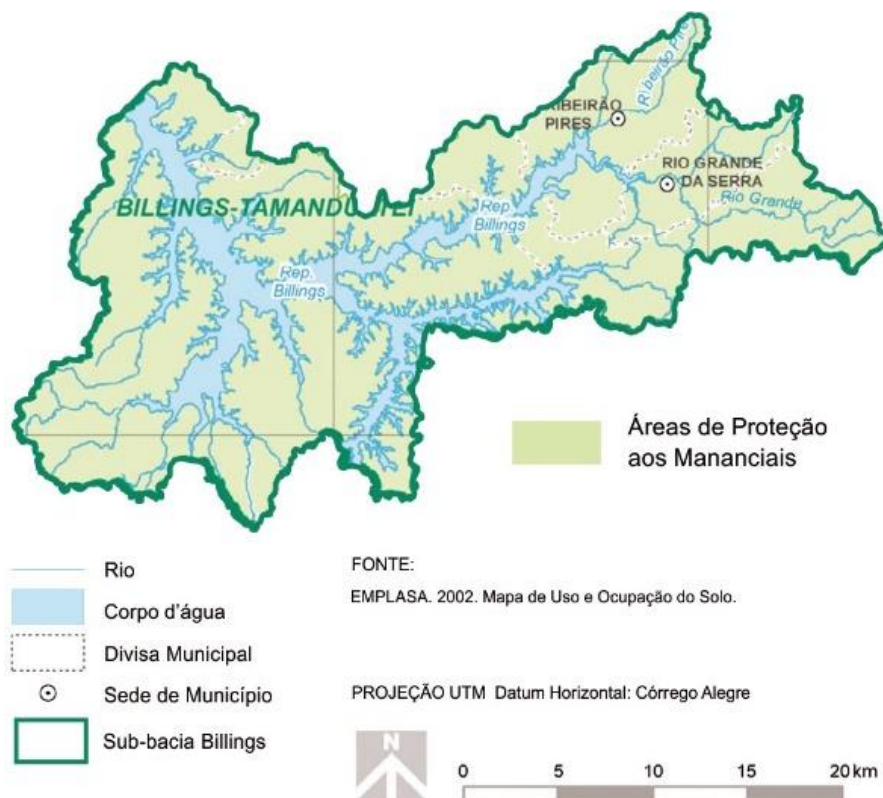 Ribeirão Pire
RIBEIRÃO
PIRES
RIO GRANDE
DA SERRA
Rio Grande
BILLINGS-TAMANDUATEÍ
Rep.
Billings
Rep.
Billings
Áreas de Proteção
aos Mananciais
Rio
Corpo d'água
Divisa Municipal
Sede de Município
Sub-bacia Billings
FONTE:
EMPLASA. 2002. Mapa de Uso e Ocupação do Solo.
PROJEÇÃO UTM Datum Horizontal: Córrego Alegre
N
0 5 10 15 20 km